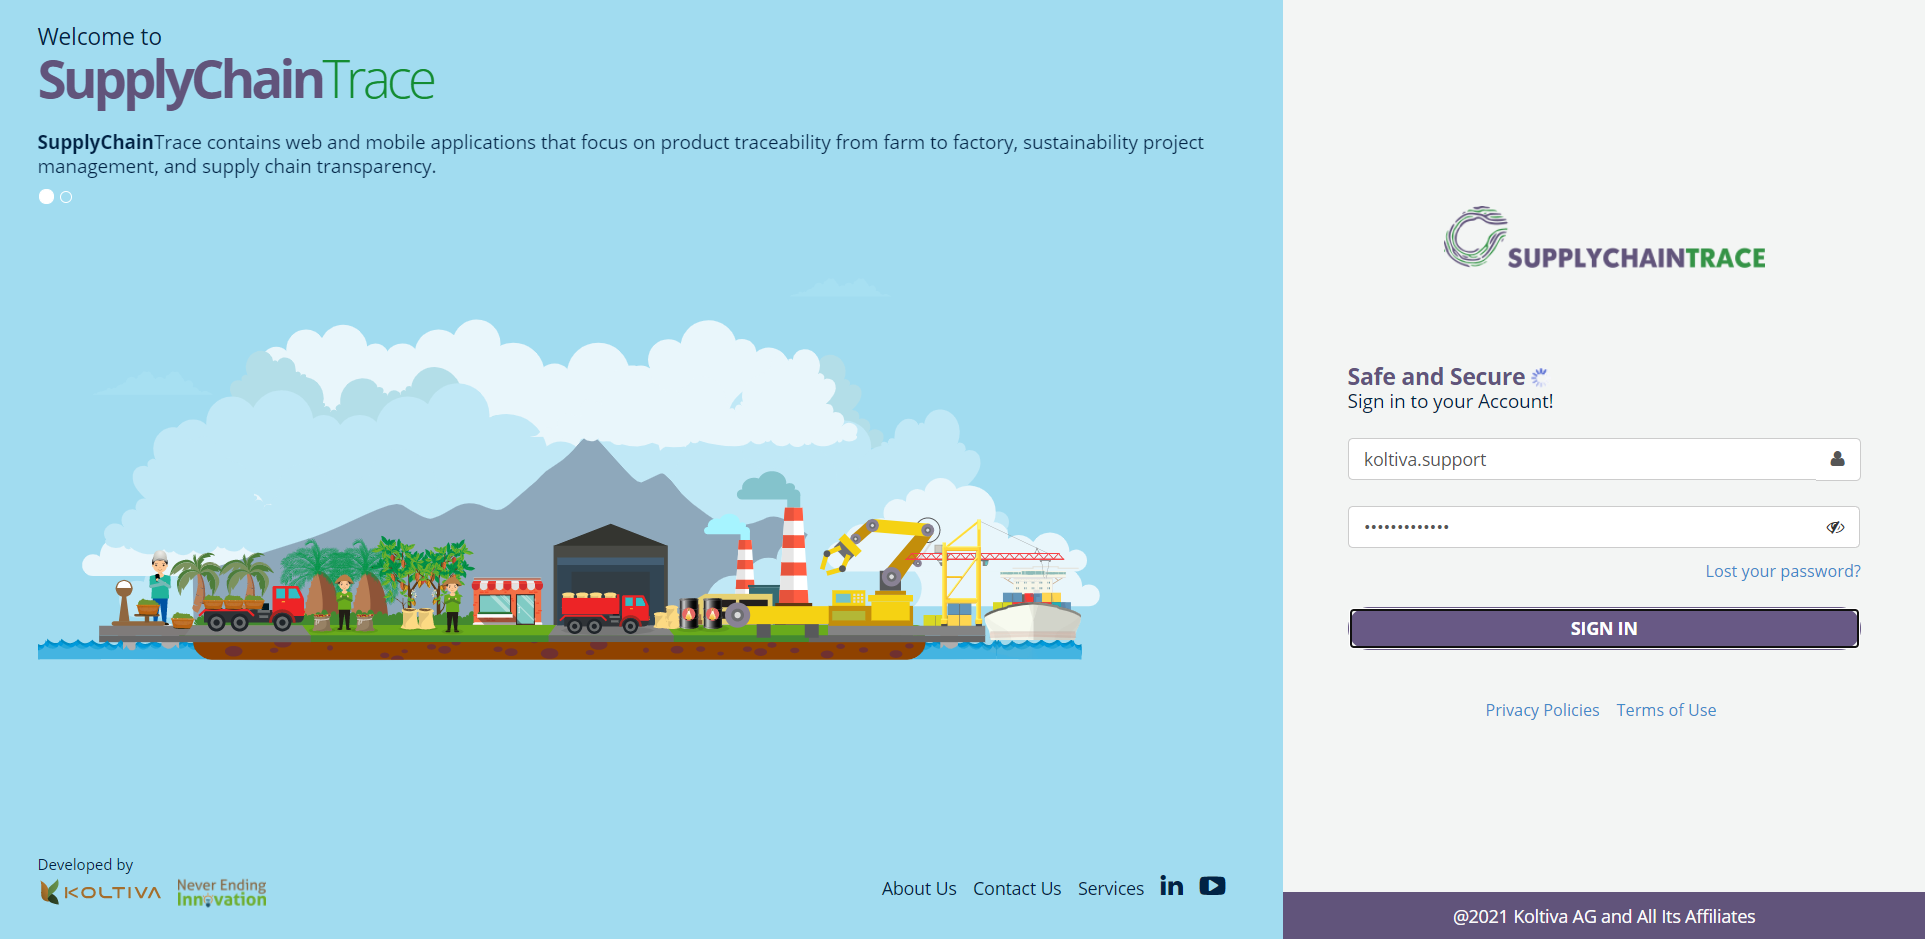 Welcome to
SupplyChainTrace
SupplyChainTrace contains web and mobile applications that focus on product traceability from farm to factory, sustainability project
management, and supply chain transparency.
SUPPLYCHAINTRACE
Safe and Secure
Sign in to your Account!
koltiva.support
•••••••••••••
Lost your password?
SIGN IN
Privacy Policies Terms of Use
Developed by
KOLTIVA
Never Ending
Innovation
About Us Contact Us Services in
@2021 Koltiva AG and All Its Affiliates